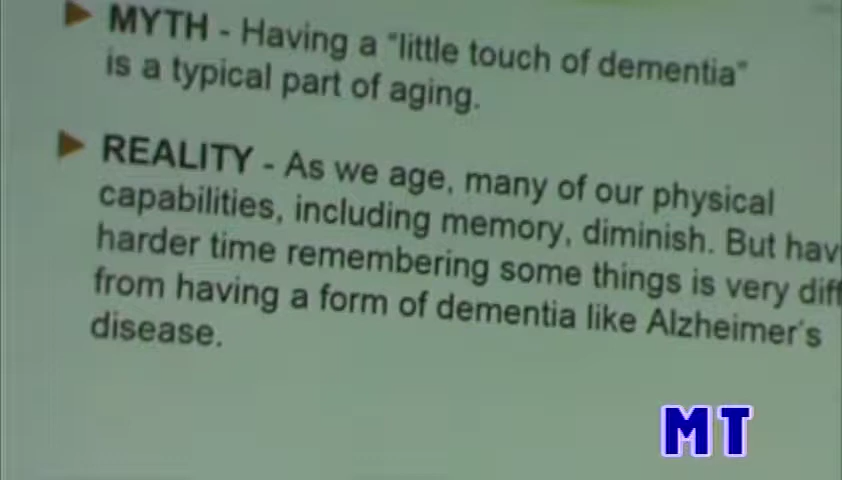 MYTH - Having a "little touch of dementia"
is a typical part of aging.
REALITY - As we age, many of our physical
capabilities, including memory, diminish. But hav
harder time remembering some things is very diff
from having a form of dementia like Alzheimer's
disease.
MT